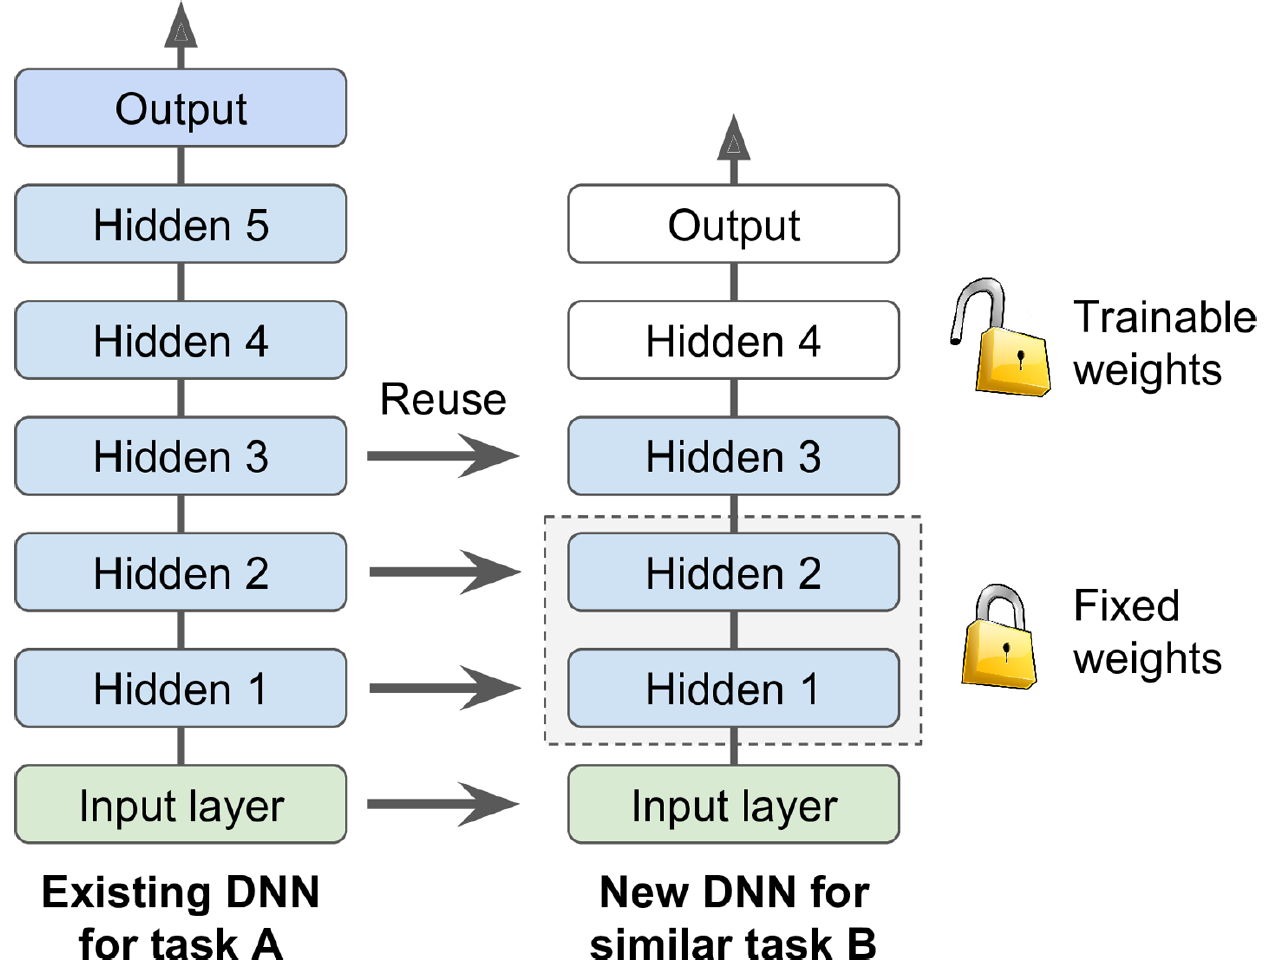 Output
Hidden 5
Hidden 4
Hidden 3
Hidden 2
Hidden 1
Input layer
Existing DNN
for task A
Reuse
Output
Hidden 4
Hidden 3
Hidden 2
Hidden 1
Input layer
New DNN for
similar task B
Trainable
weights
Fixed
weights